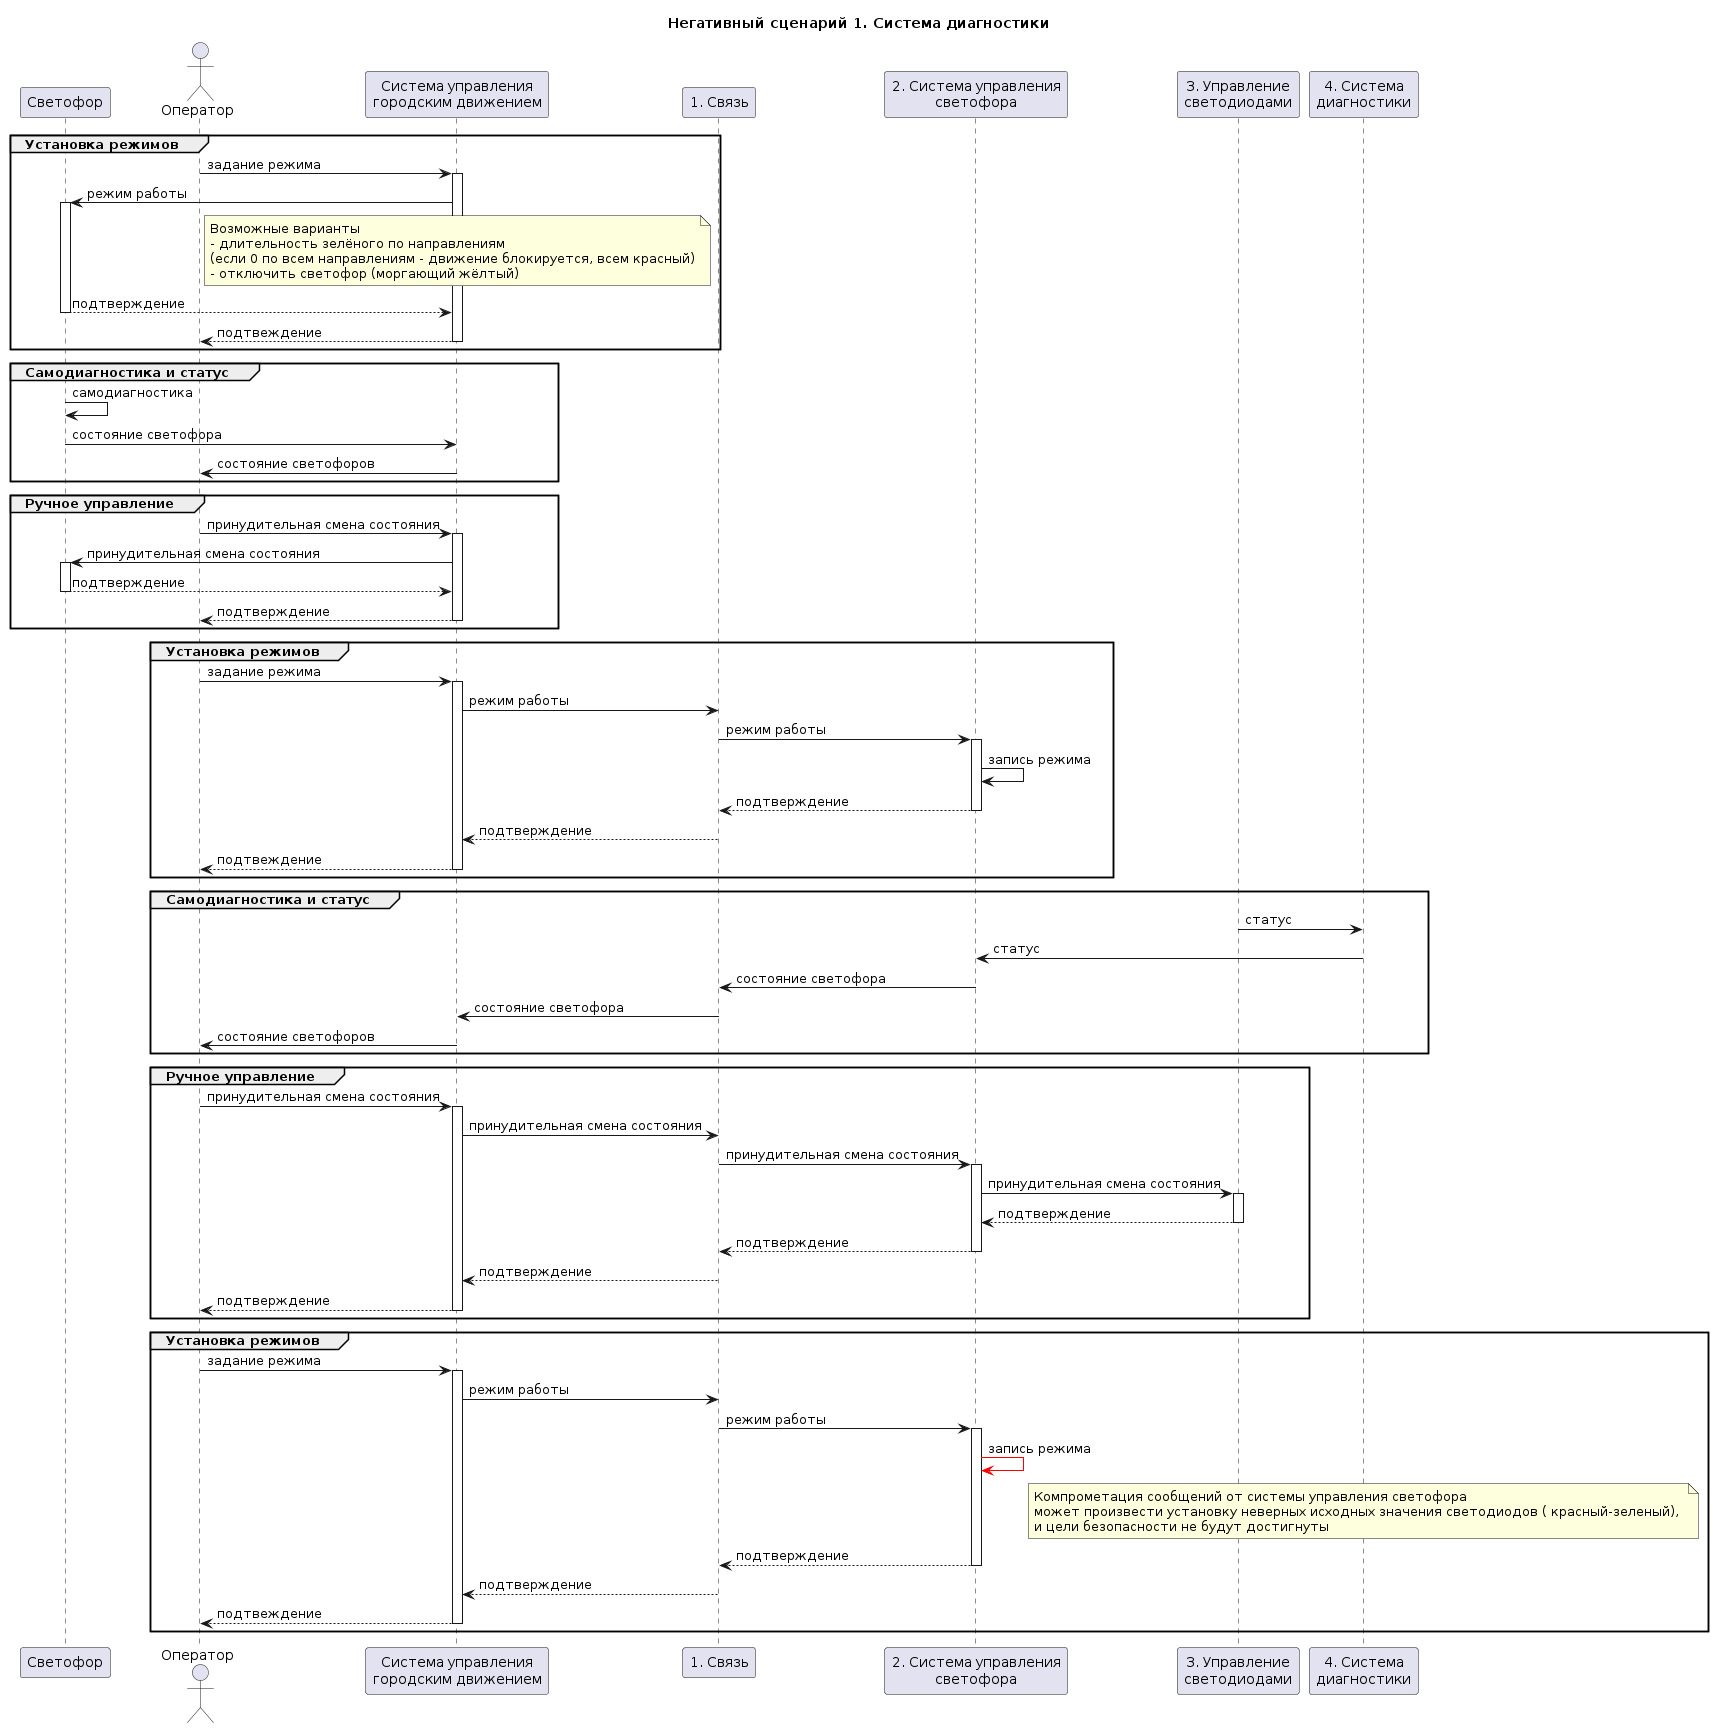 Негативный сценарий 1. Система диагностики
Светофор
Оператор
Система управления
городским движением
1. Связь
2. Система управления
светофора
3. Управление
светодиодами
4. Система
диагностики
Установка режимов
задание режима
режим работы
Возможные варианты
- длительность зелёного по направлениям
(если 0 по всем направлениям - движение блокируется, всем красный)
- отключить светофор (моргающий жёлтый)
подтверждение
подтвеждение
Самодиагностика и статус
самодиагностика
состояние светофора
состояние светофоров
Ручное управление
принудительная смена состояния
принудительная смена состояния
подтверждение
подтверждение
Установка режимов
задание режима
режим работы
режим работы
запись режима
подтверждение
подтверждение
подтвеждение
Самодиагностика и статус
статус
статус
состояние светофора
состояние светофора
состояние светофоров
Ручное управление
принудительная смена состояния
принудительная смена состояния
принудительная смена состояния
принудительная смена состояния
подтверждение
подтверждение
подтверждение
подтверждение
Установка режимов
задание режима
режим работы
режим работы
запись режима
Компрометация сообщений от системы управления светофора
может произвести установку неверных исходных значения светодиодов ( красный-зеленый),
и цели безопасности не будут достигнуты
подтверждение
подтверждение
подтвеждение
Светофор
Оператор
Система управления
городским движением
1. Связь
2. Система управления
светофора
3. Управление
светодиодами
4. Система
диагностики